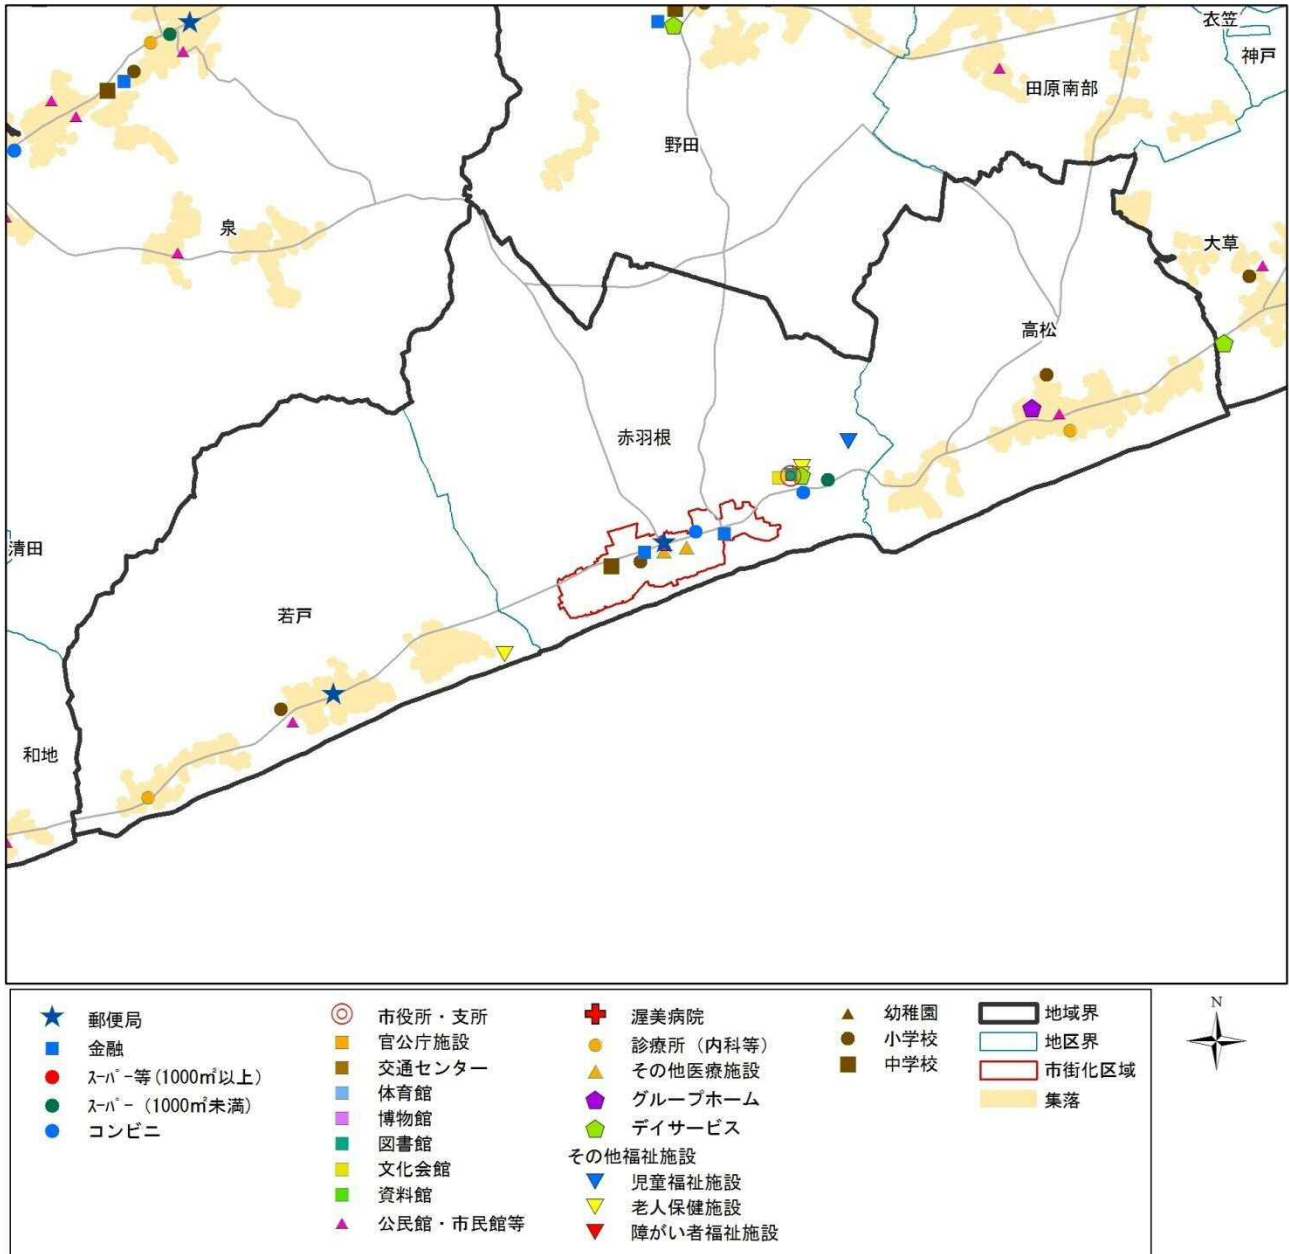 衣笠
神戸
田原南部
野田
泉
大草
高松
赤羽根
清田
若戸
和地
郵便局
金融
ｽｰﾊﾟｰ等(1000㎡以上)
ｽｰﾊﾟｰ (1000㎡未満)
コンビニ
市役所・支所
官公庁施設
交通センター
体育館
博物館
図書館
文化会館
資料館
公民館・市民館等
渥美病院
診療所（内科等）
その他医療施設
グループホーム
デイサービス
その他福祉施設
児童福祉施設
老人保健施設
障がい者福祉施設
幼稚園
小学校
中学校
地域界
地区界
市街化区域
集落
N